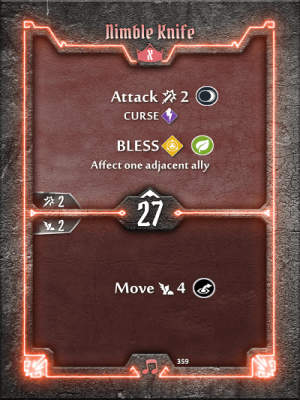 Nimble Knife
X
Attack 2
CURSE
BLESS
Affect one adjacent ally
2
27
2
Move 4
359